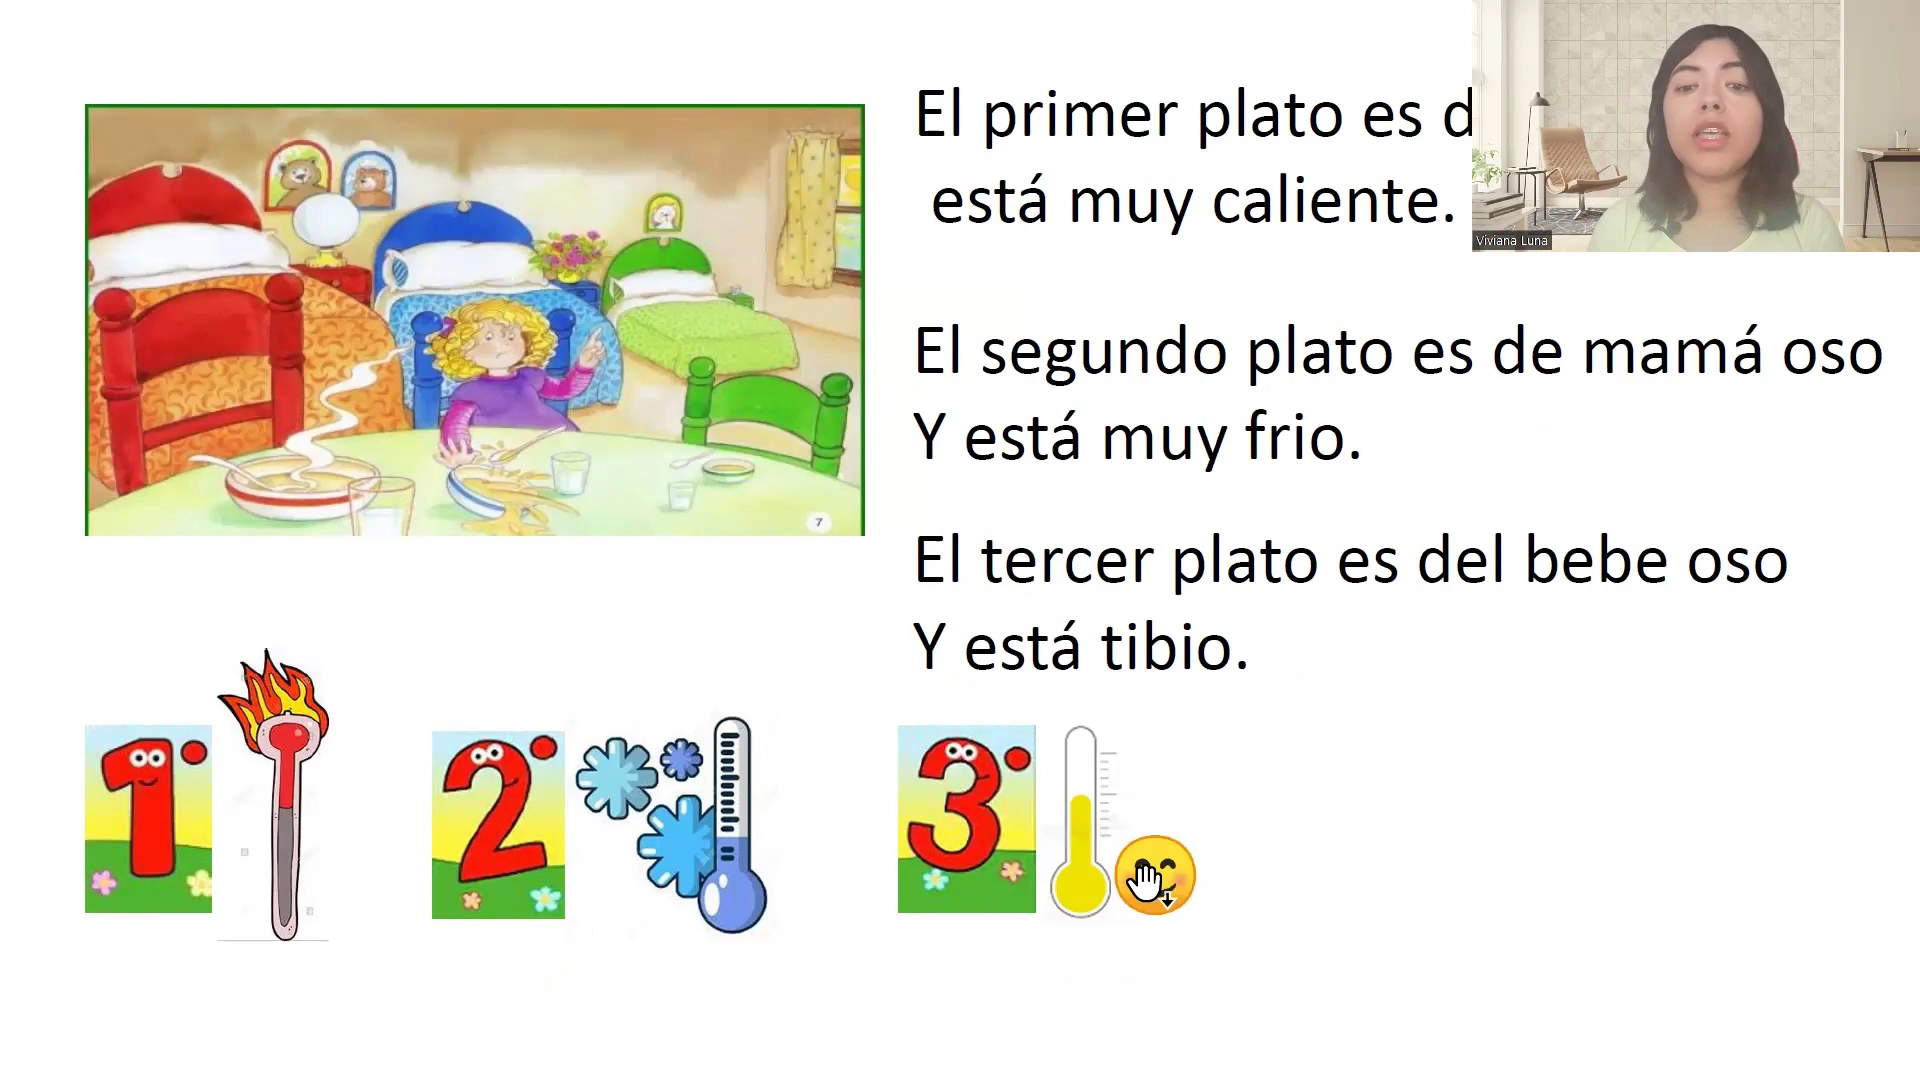 El primer plato es
está muy caliente.
Viviana Luna
El segundo plato es de mamá oso
Y está muy frio.
7
El tercer plato es del bebe oso
Y está tibio.
1
2
3